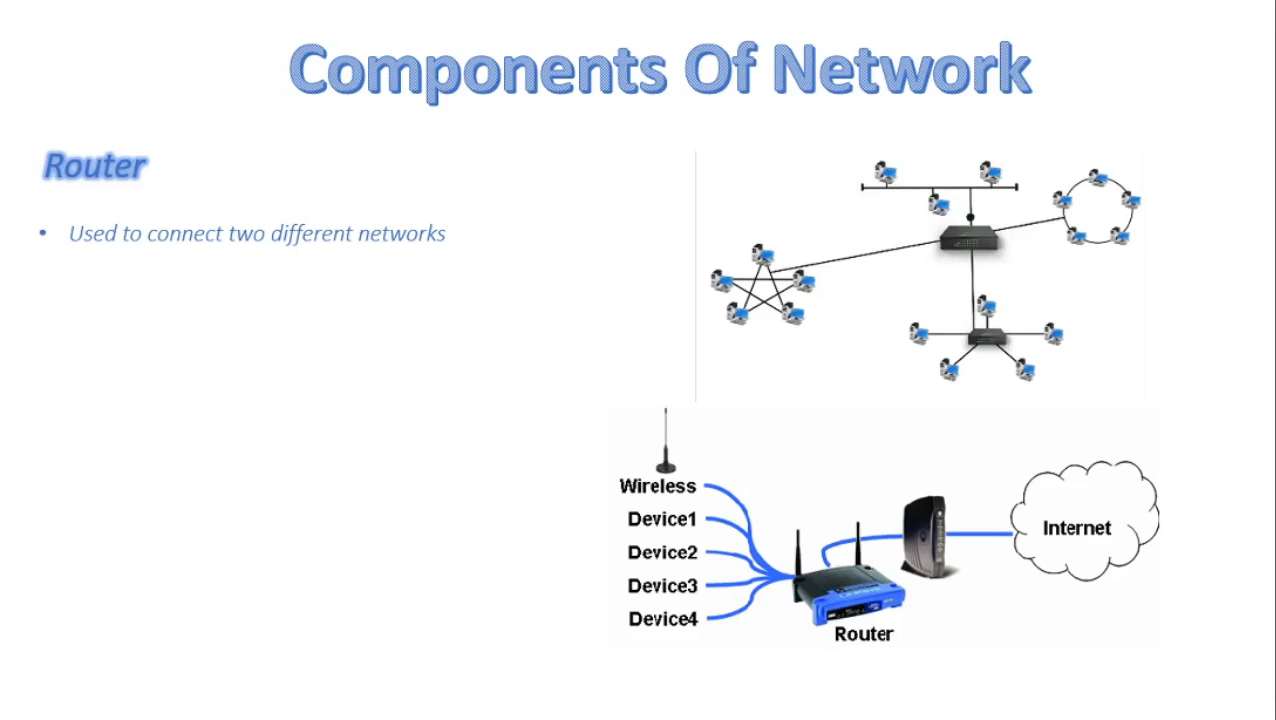 Components Of Network
Router
• Used to connect two different networks
Wireless
Device1
Device2
Device3
Device4
Internet
Router